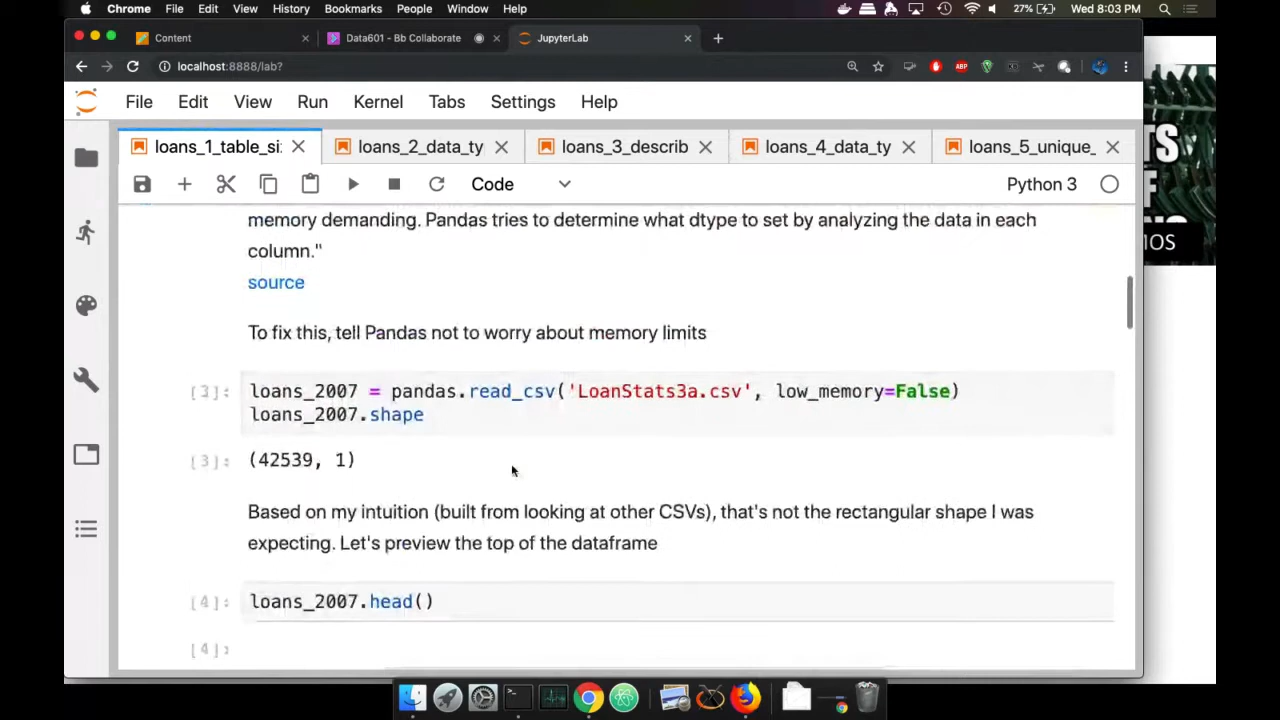 Chrome File Edit View History Bookmarks People Window Help 27% Wed 8:03 PM
Content Data601 - Bb Collaborate JupyterLab
localhost:8888/lab?
File Edit View Run Kernel Tabs Settings Help
loans_1_table_si: loans_2_data_ty loans_3_describ loans_4_data_ty loans_5_unique_
Code Python 3
memory demanding. Pandas tries to determine what dtype to set by analyzing the data in each
column."
source
To fix this, tell Pandas not to worry about memory limits
[3]: loans_2007 = pandas.read_csv('LoanStats3a.csv', low_memory=False)
loans_2007.shape
[3]: (42539, 1)
Based on my intuition (built from looking at other CSVs), that's not the rectangular shape I was
expecting. Let's preview the top of the dataframe
[4]: loans_2007.head()
[4]: